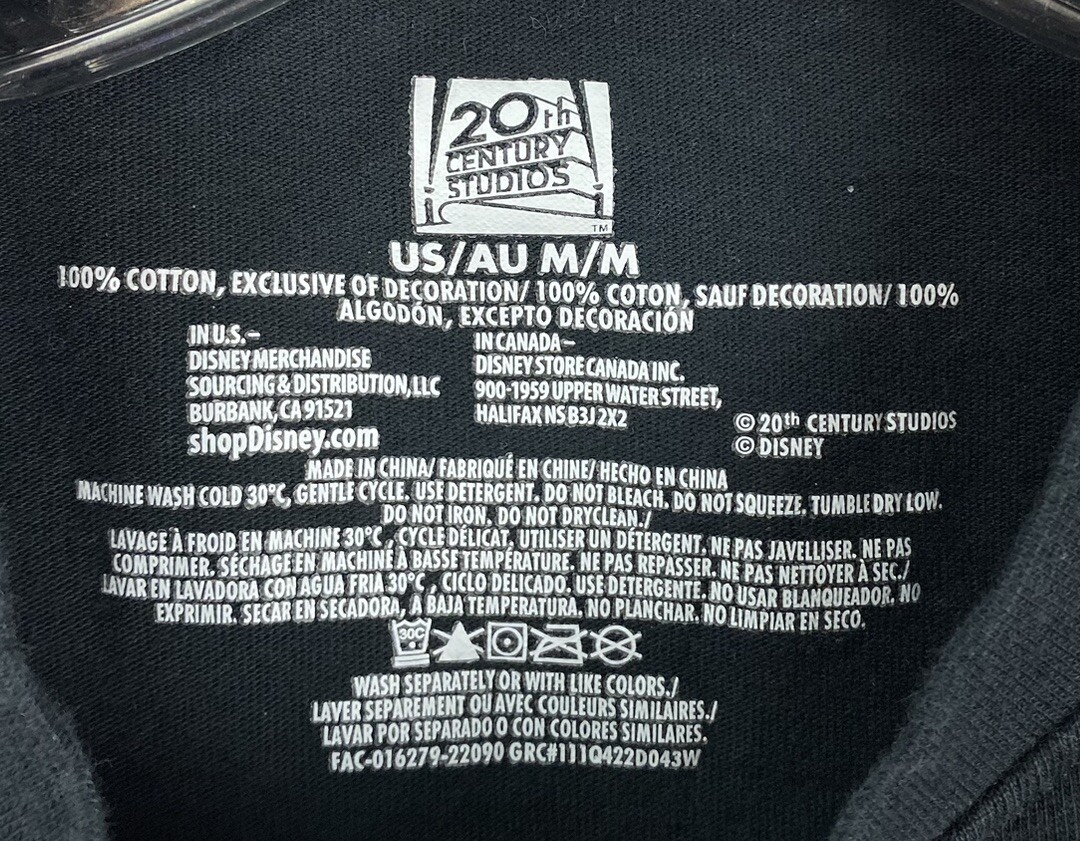 20th
CENTURY
STUDIOS
TM
US/AU M/M
100% COTTON, EXCLUSIVE OF DECORATION/ 100% COTON, SAUF DECORATION/ 100%
ALGODÓN, EXCEPTO DECORACIÓN
IN U.S.–
DISNEY MERCHANDISE
SOURCING & DISTRIBUTION, LLC
BURBANK, CA 91521
shopDisney.com
IN CANADA–
DISNEY STORE CANADA INC.
900-1959 UPPER WATER STREET,
HALIFAX NS B3J 2X2
© 20th CENTURY STUDIOS
© DISNEY
MADE IN CHINA/ FABRIQUÉ EN CHINE/ HECHO EN CHINA
MACHINE WASH COLD 30°C, GENTLE CYCLE. USE DETERGENT. DO NOT BLEACH. DO NOT SQUEEZE. TUMBLE DRY LOW.
DO NOT IRON. DO NOT DRYCLEAN./
LAVAGE À FROID EN MACHINE 30°C , CYCLE DÉLICAT. UTILISER UN DÉTERGENT. NE PAS JAVELLISER. NE PAS
COMPRIMER. SÉCHAGE EN MACHINE À BASSE TEMPÉRATURE. NE PAS REPASSER. NE PAS NETTOYER À SEC./
LAVAR EN LAVADORA CON AGUA FRIA 30°C , CICLO DELICADO. USE DETERGENTE. NO USAR BLANQUEADOR. NO
EXPRIMIR. SECAR EN SECADORA, A BAJA TEMPERATURA. NO PLANCHAR. NO LIMPIAR EN SECO.
30C
WASH SEPARATELY OR WITH LIKE COLORS./
LAVER SEPAREMENT OU AVEC COULEURS SIMILAIRES./
LAVAR POR SEPARADO O CON COLORES SIMILARES.
FAC-016279-22090 GRC#111Q422D043W